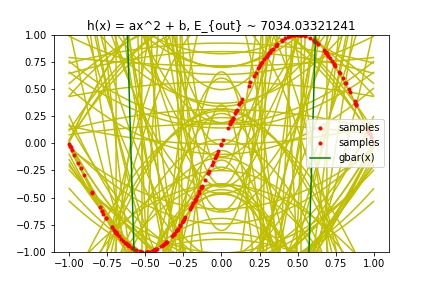 h(x) = ax^2 + b, E_{out} ~ 7034.03321241
1.00
0.75
0.50
0.25
0.00
−0.25
−0.50
−0.75
−1.00
samples
samples
gbar(x)
−1.00 −0.75 −0.50 −0.25 0.00 0.25 0.50 0.75 1.00